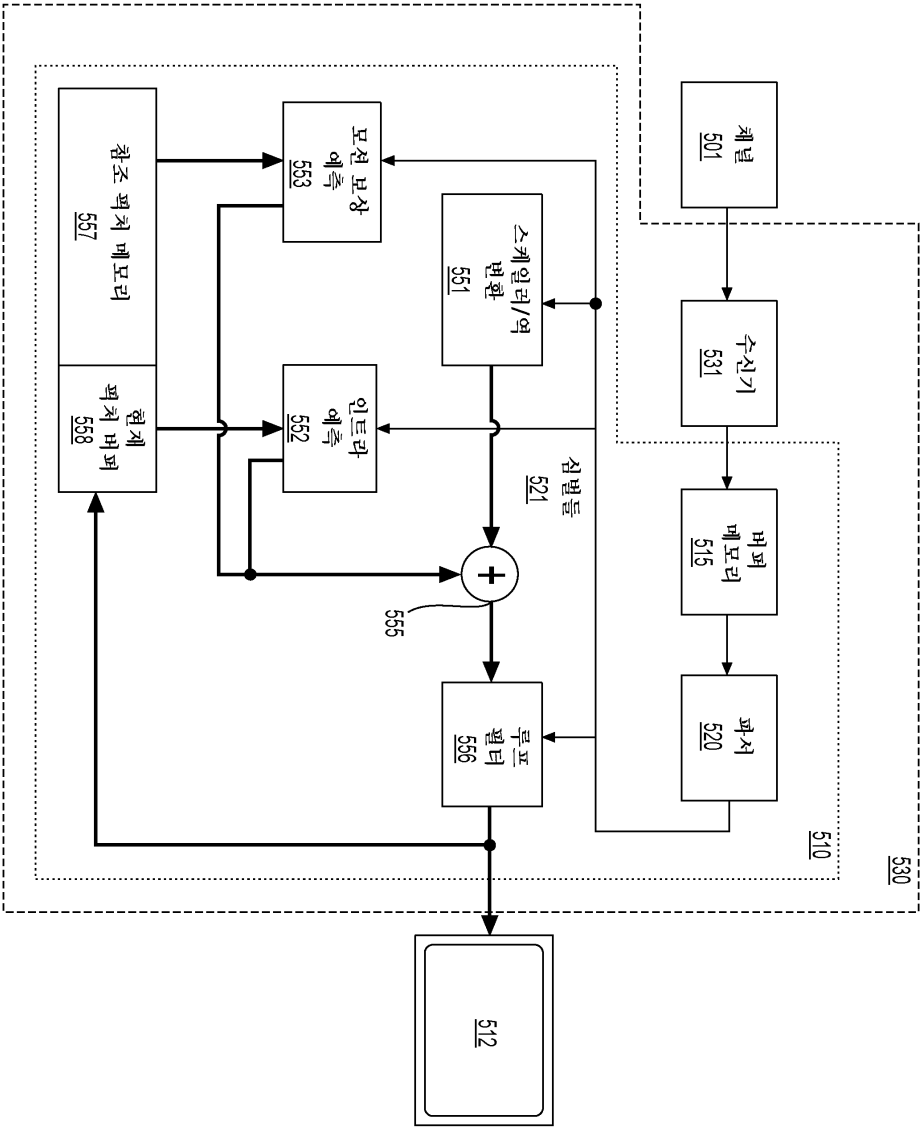 530
510
채널
501
수신기
531
버퍼
메모리
515
파서
520
심벌들
521
스케일러/역
변환
551
루프
필터
556
+
555
모션 보상
예측
553
인트라
예측
552
참조 픽처 메모리
557
현재
픽처 버퍼
558
512